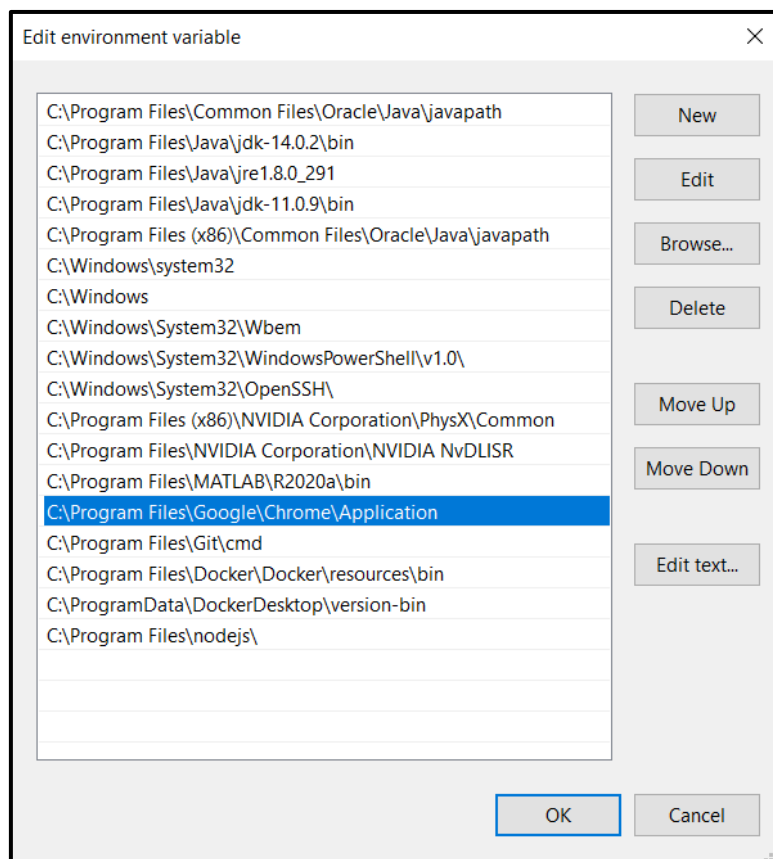 Edit environment variable
C:\Program Files\Common Files\Oracle\Java\javapath
C:\Program Files\Java\jdk-14.0.2\bin
C:\Program Files\Java\jre1.8.0_291
C:\Program Files\Java\jdk-11.0.9\bin
C:\Program Files (x86)\Common Files\Oracle\Java\javapath
C:\Windows\system32
C:\Windows
C:\Windows\System32\Wbem
C:\Windows\System32\WindowsPowerShell\v1.0\
C:\Windows\System32\OpenSSH\
C:\Program Files (x86)\NVIDIA Corporation\PhysX\Common
C:\Program Files\NVIDIA Corporation\NVIDIA NvDLISR
C:\Program Files\MATLAB\R2020a\bin
C:\Program Files\Google\Chrome\Application
C:\Program Files\Git\cmd
C:\Program Files\Docker\Docker\resources\bin
C:\ProgramData\DockerDesktop\version-bin
C:\Program Files\nodejs\
New
Edit
Browse...
Delete
Move Up
Move Down
Edit text...
OK
Cancel